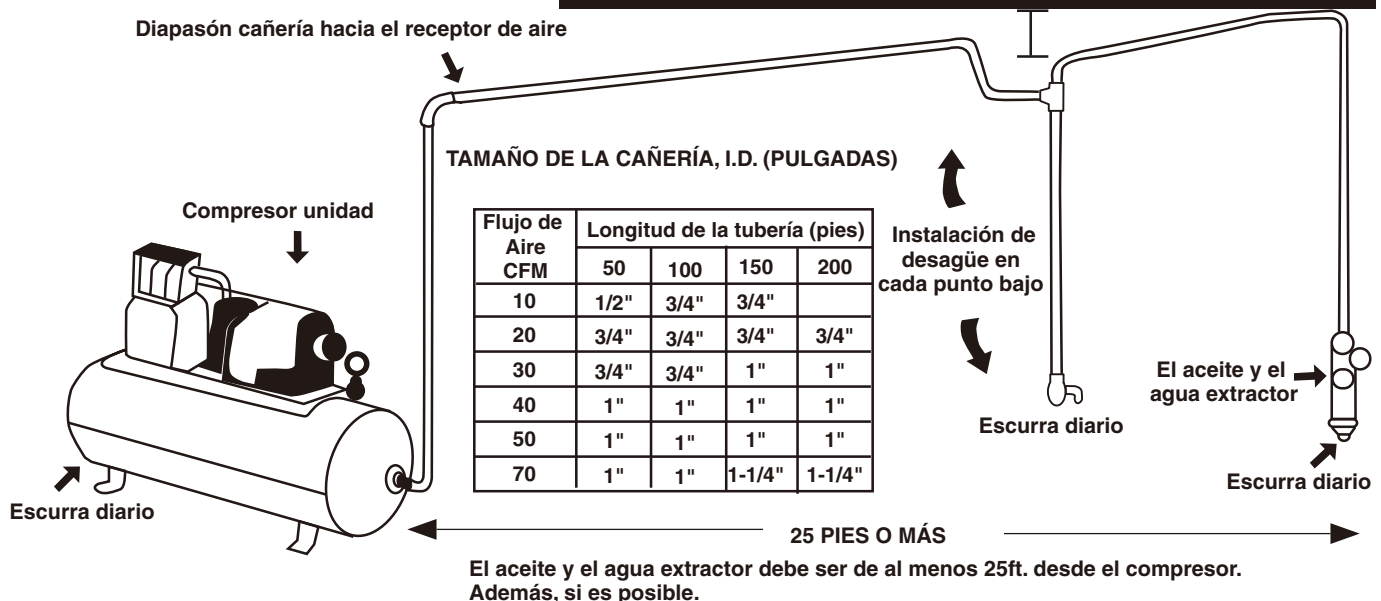 Diapasón cañería hacia el receptor de aire
TAMAÑO DE LA CAÑERÍA, I.D. (PULGADAS)
Compresor unidad
Flujo de
Aire
CFM
Longitud de la tubería (pies)
50 100 150 200
10 1/2" 3/4" 3/4"
20 3/4" 3/4" 3/4" 3/4"
30 3/4" 3/4" 1" 1"
40 1" 1" 1" 1"
50 1" 1" 1" 1"
70 1" 1" 1-1/4" 1-1/4"
Instalación de
desagüe en
cada punto bajo
El aceite y el
agua extractor
Escurra diario
Escurra diario
Escurra diario
25 PIES O MÁS
El aceite y el agua extractor debe ser de al menos 25ft. desde el compresor.
Además, si es posible.